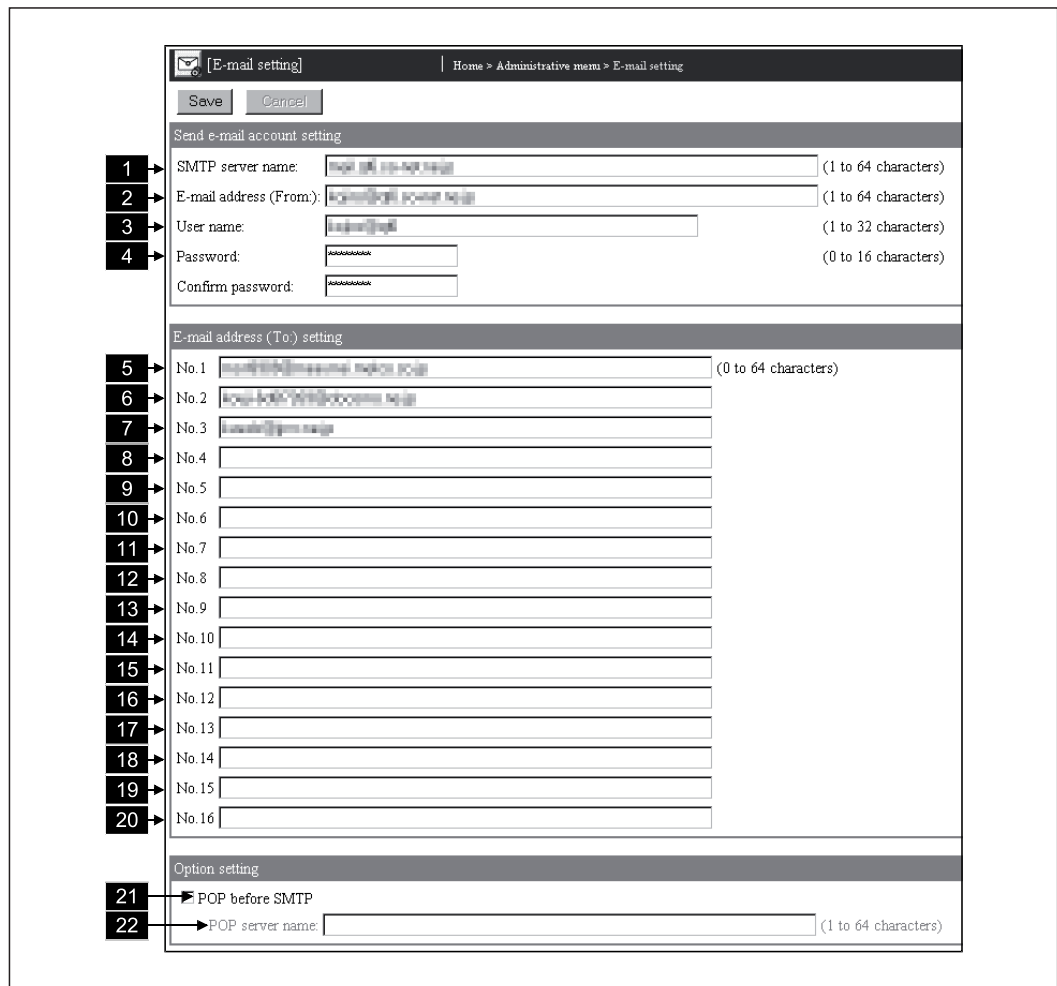 [E-mail setting] Home > Administrative menu > E-mail setting
Save Cancel
Send e-mail account setting
1 SMTP server name: (1 to 64 characters)
2 E-mail address (From:): (1 to 64 characters)
3 User name: (1 to 32 characters)
4 Password: ********* (0 to 16 characters)
Confirm password: *********
E-mail address (To:) setting
5 No.1 (0 to 64 characters)
6 No.2
7 No.3
8 No.4
9 No.5
10 No.6
11 No.7
12 No.8
13 No.9
14 No.10
15 No.11
16 No.12
17 No.13
18 No.14
19 No.15
20 No.16
Option setting
21 POP before SMTP
22 POP server name: (1 to 64 characters)